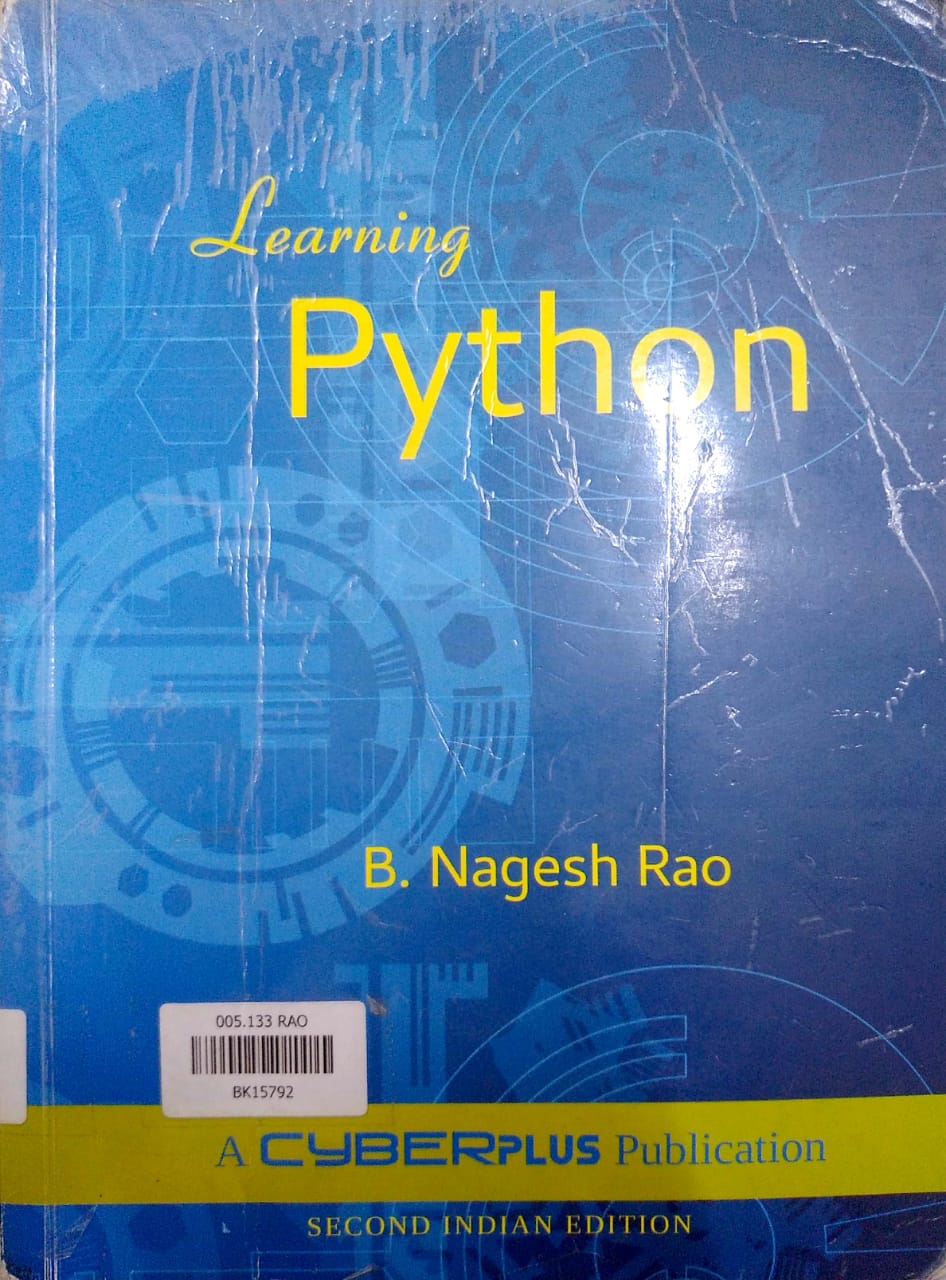 Learning
Python
B. Nagesh Rao
005.133 RAO
BK15792
A CYBERPLUS Publication
SECOND INDIAN EDITION